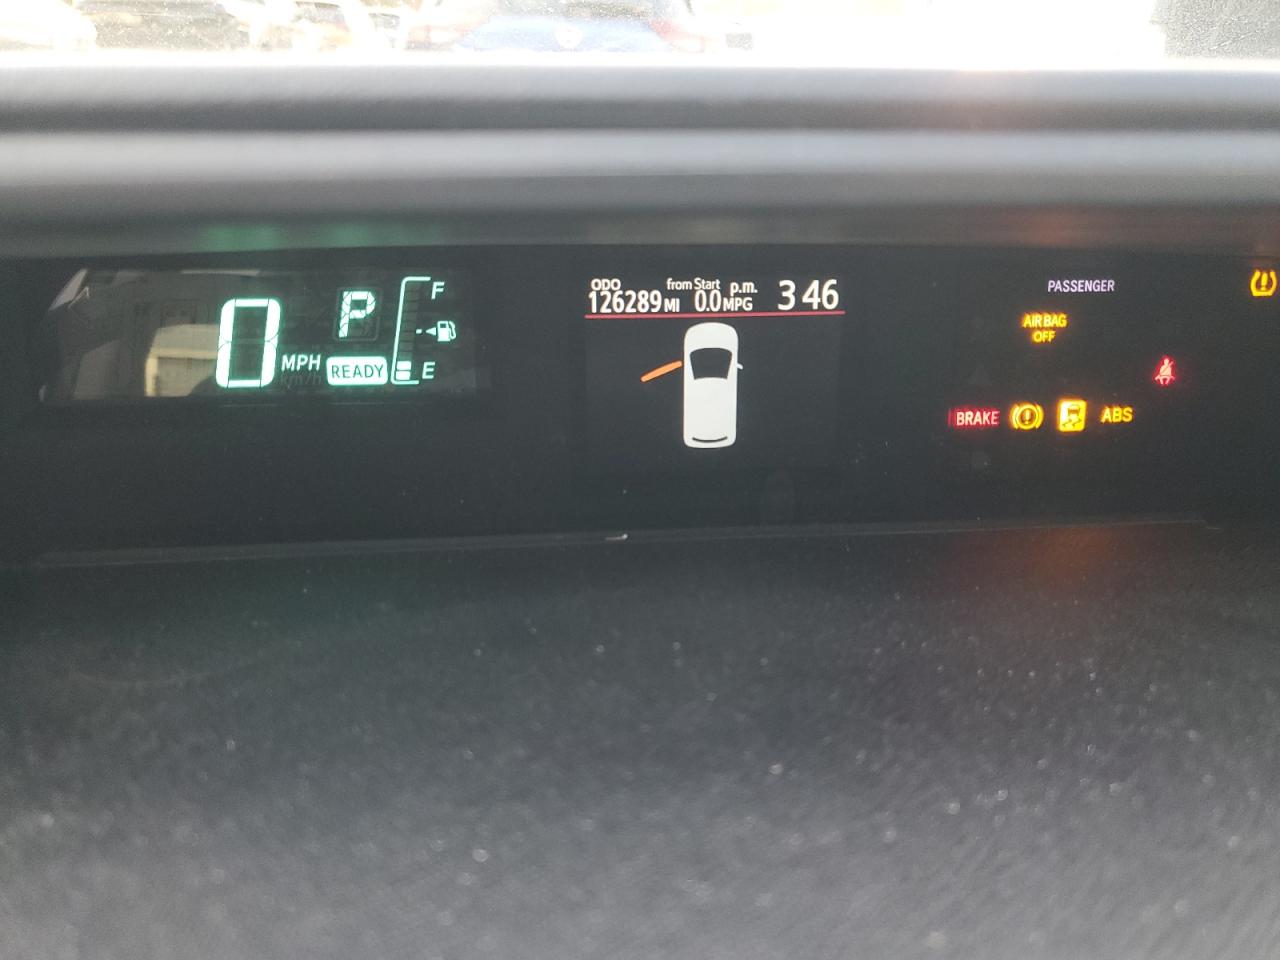 0 MPH
km/h
P
READY
F
E
ODO from Start p.m.
126289 MI 0.0 MPG 3 46
PASSENGER
AIR BAG
OFF
BRAKE ABS